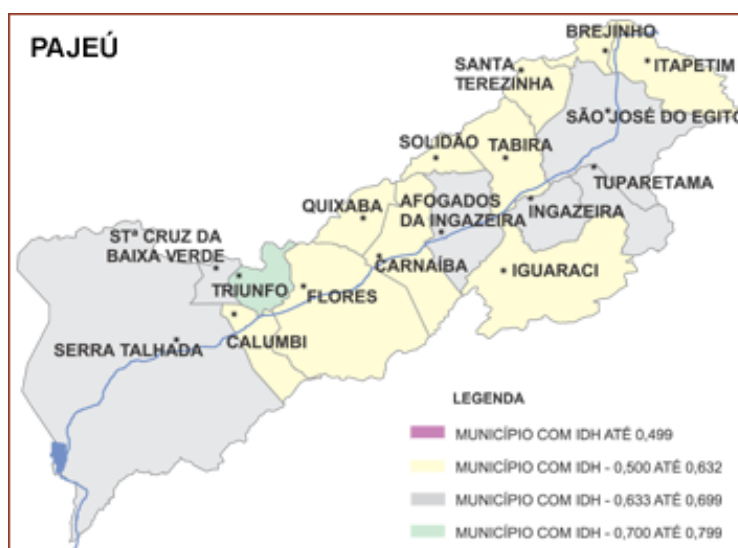 PAJEÚ
BREJINHO
SANTA
TEREZINHA
ITAPETIM
SÃO JOSÉ DO EGITO
SOLIDÃO
TABIRA
TUPARETAMA
QUIXABA
AFOGADOS
DA INGAZEIRA
INGAZEIRA
STª CRUZ DA
BAIXA VERDE
CARNAÍBA
IGUARACI
TRIUNFO
FLORES
SERRA TALHADA
CALUMBI
LEGENDA
MUNICÍPIO COM IDH ATÉ 0,499
MUNICÍPIO COM IDH - 0,500 ATÉ 0,632
MUNICÍPIO COM IDH - 0,633 ATÉ 0,699
MUNICÍPIO COM IDH - 0,700 ATÉ 0,799